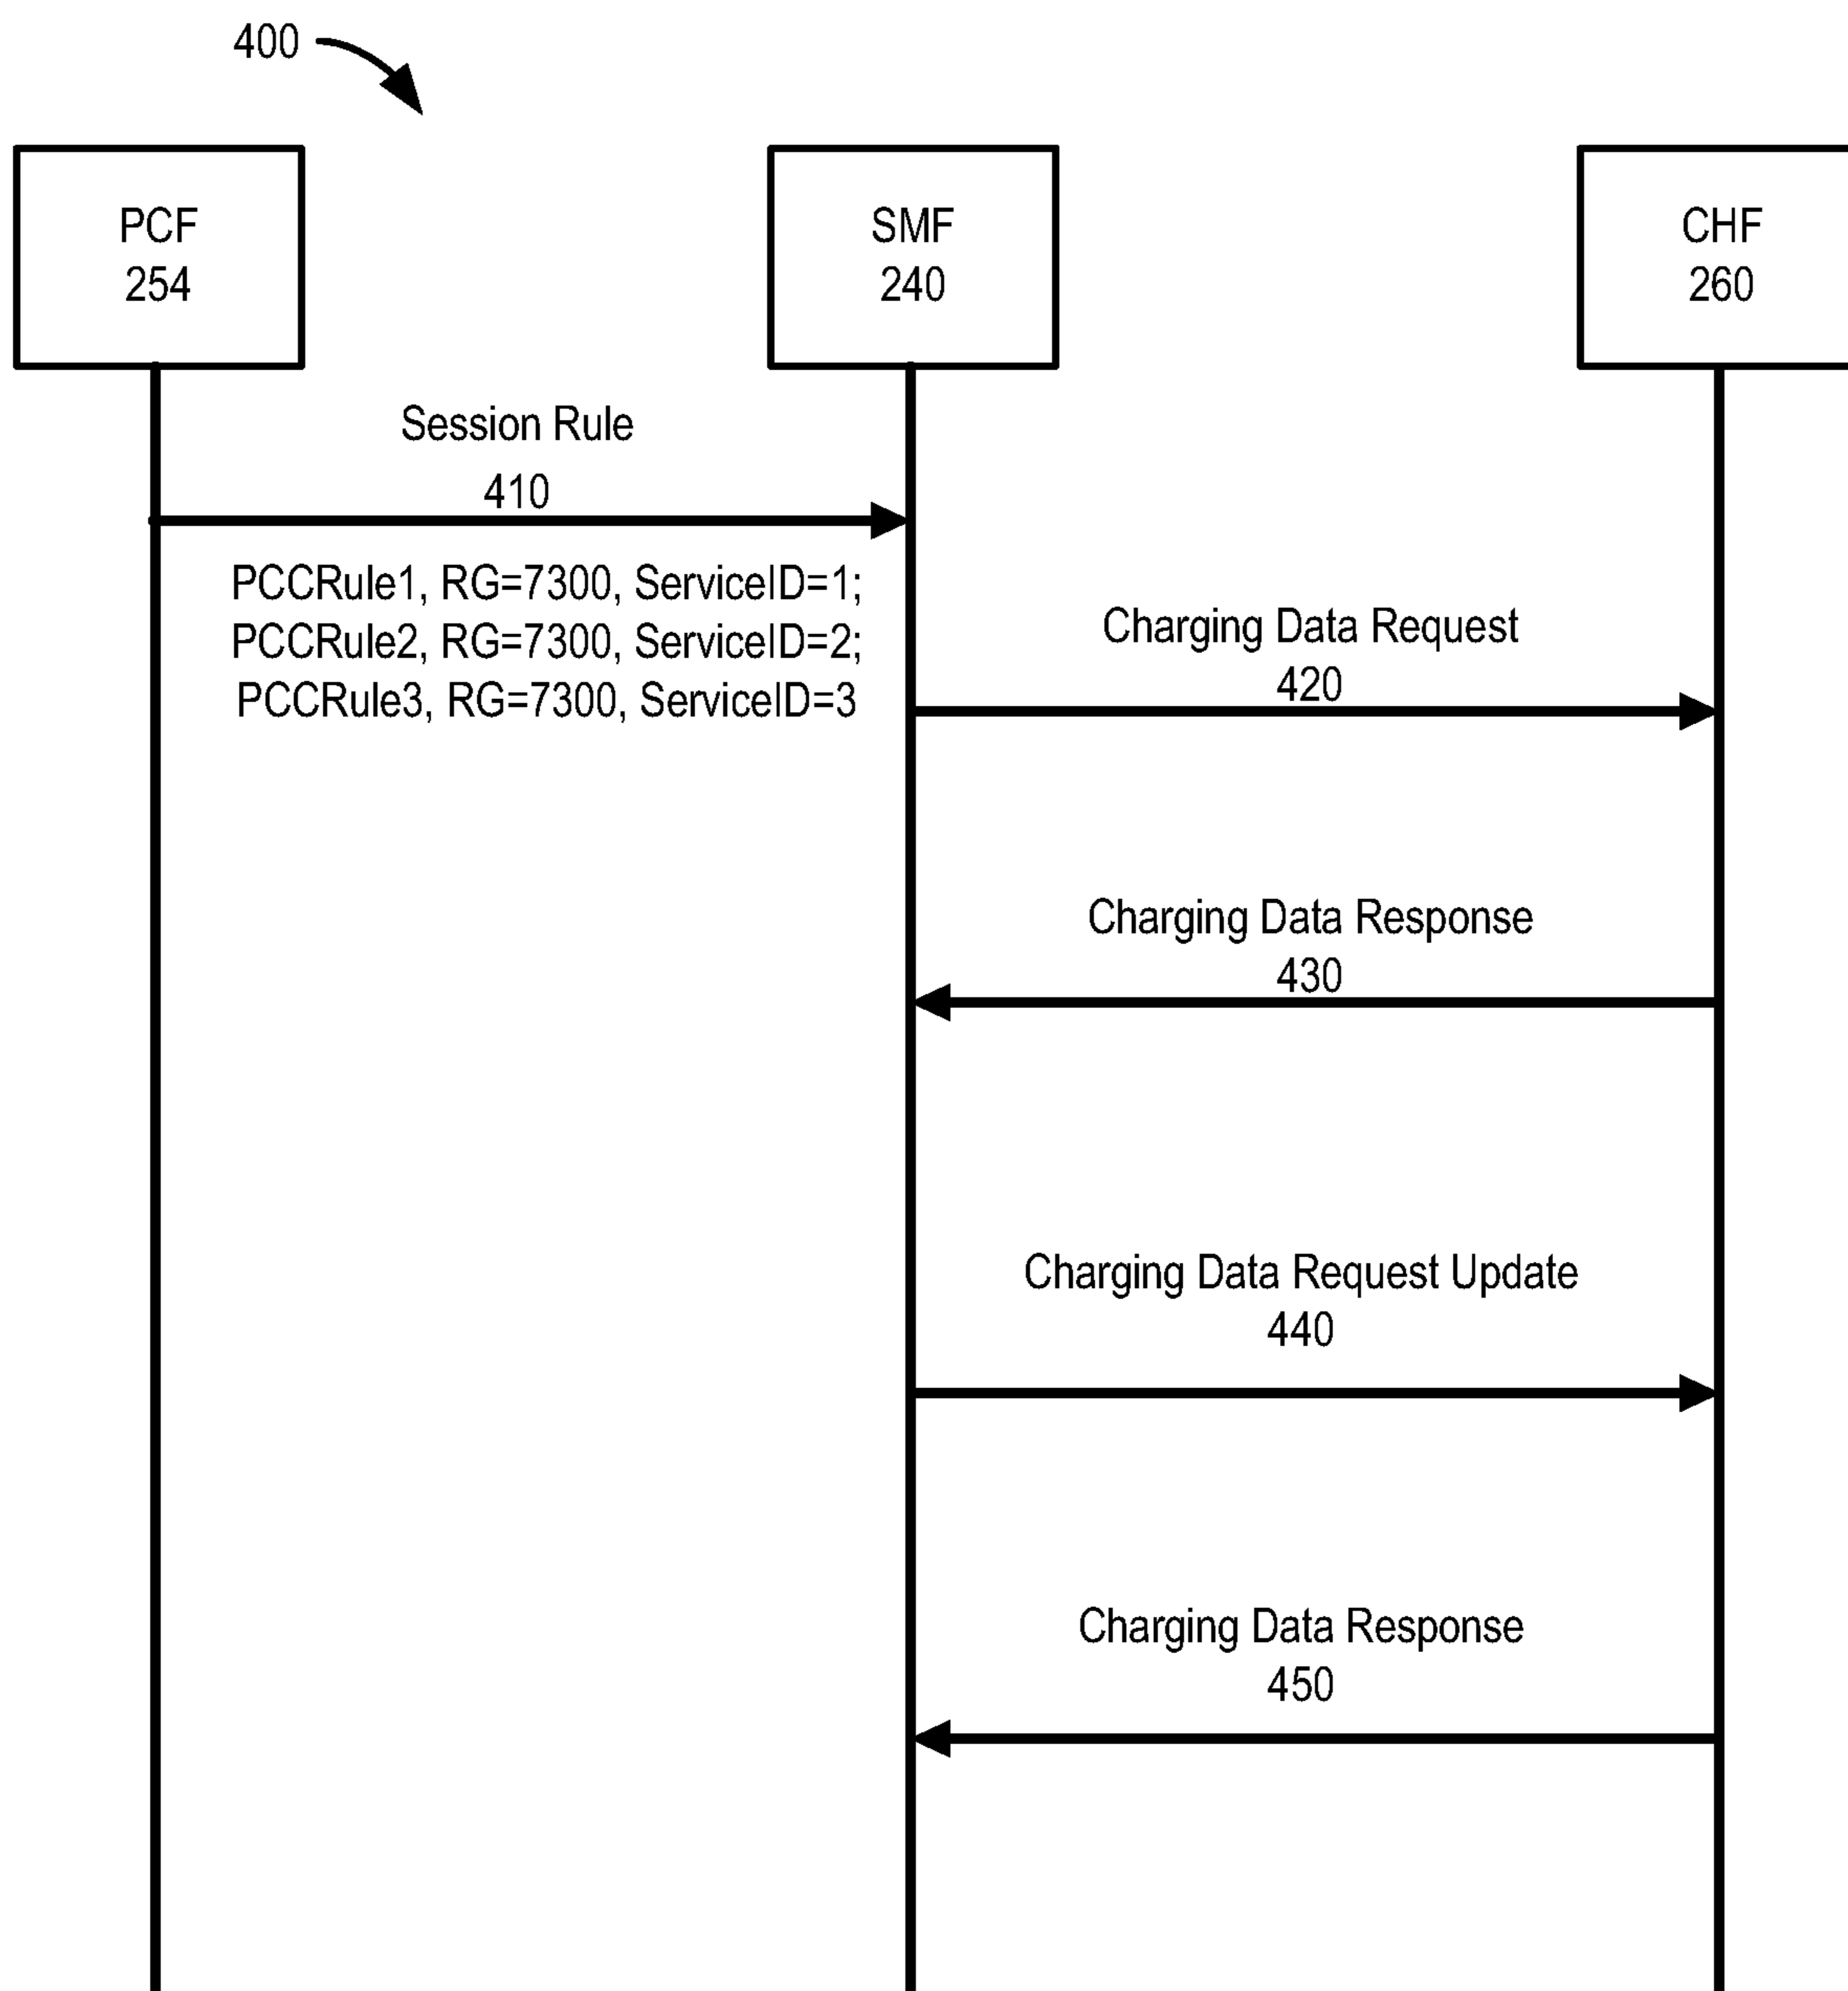 400
PCF
254
SMF
240
CHF
260
Session Rule
410
PCCRule1, RG=7300, ServiceID=1;
PCCRule2, RG=7300, ServiceID=2;
PCCRule3, RG=7300, ServiceID=3
Charging Data Request
420
Charging Data Response
430
Charging Data Request Update
440
Charging Data Response
450